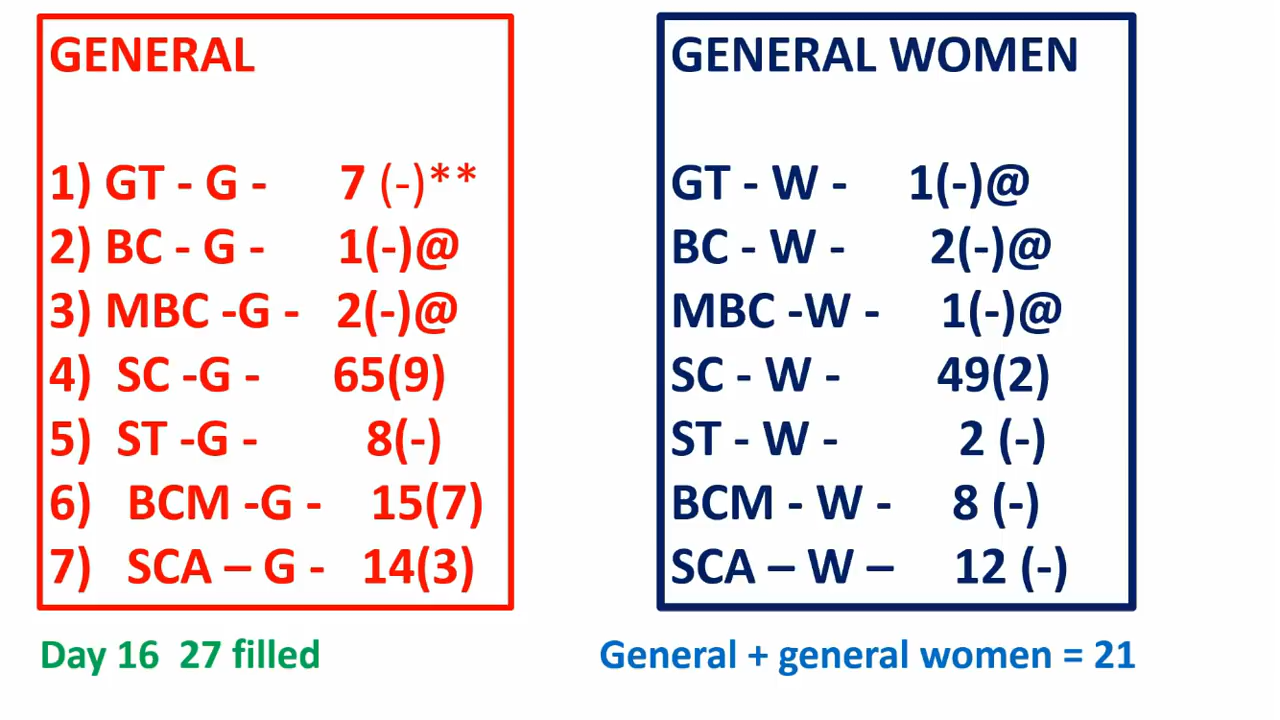 GENERAL
1) GT - G - 7 (-)**
2) BC - G - 1(-)@
3) MBC -G - 2(-)@
4) SC -G - 65(9)
5) ST -G - 8(-)
6) BCM -G - 15(7)
7) SCA – G - 14(3)
GENERAL WOMEN
GT - W - 1(-)@
BC - W - 2(-)@
MBC -W - 1(-)@
SC - W - 49(2)
ST - W - 2 (-)
BCM - W - 8 (-)
SCA – W – 12 (-)
Day 16 27 filled
General + general women = 21